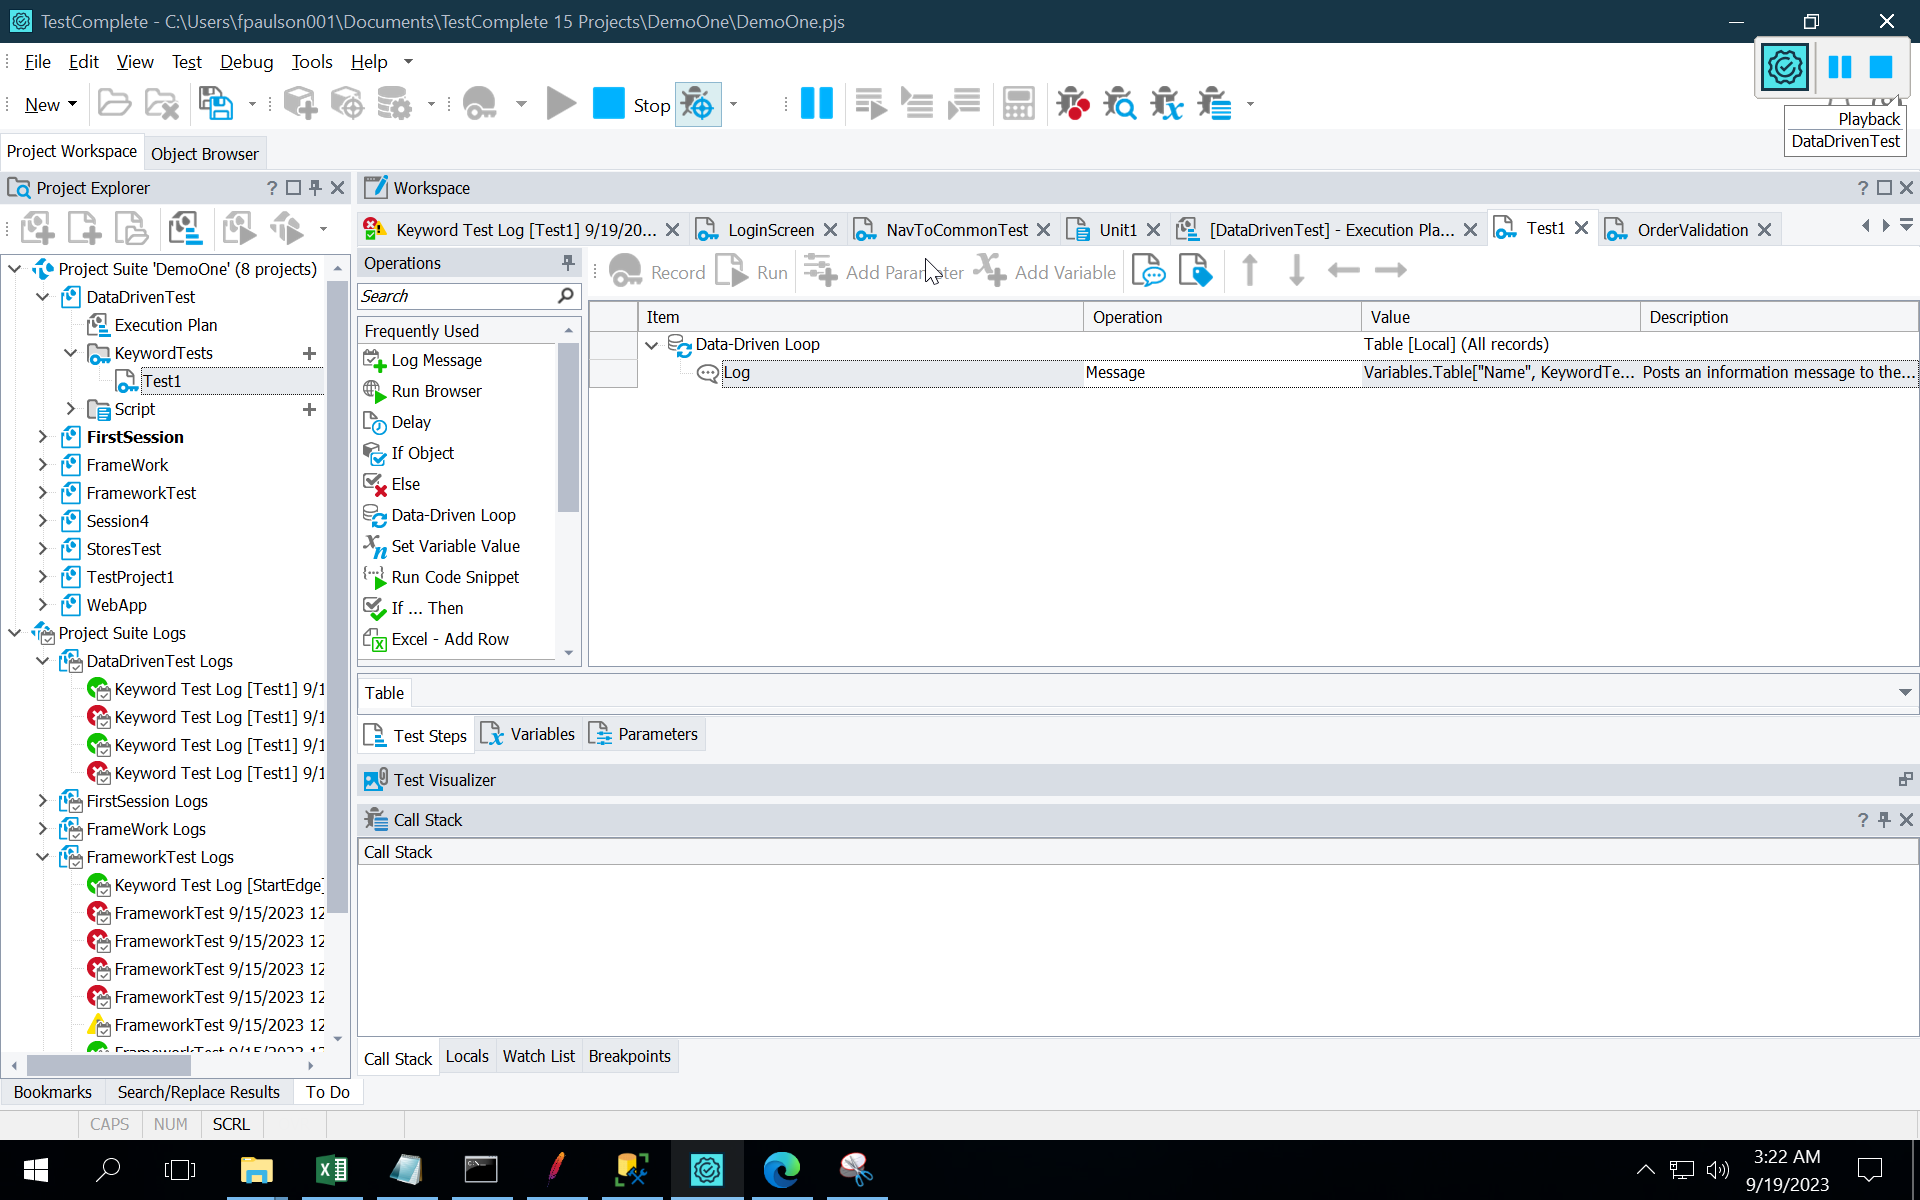 TestComplete - C:\Users\fpaulson001\Documents\TestComplete 15 Projects\DemoOne\DemoOne.pjs
File Edit View Test Debug Tools Help
New Stop
Playback
DataDrivenTest
Project Workspace Object Browser
Project Explorer
Workspace
Keyword Test Log [Test1] 9/19/20... LoginScreen NavToCommonTest Unit1 [DataDrivenTest] - Execution Pla... Test1 OrderValidation
Operations
Record Run Add Parameter Add Variable
Search
Project Suite 'DemoOne' (8 projects)
DataDrivenTest
Execution Plan
KeywordTests
Test1
Script
FirstSession
FrameWork
FrameworkTest
Session4
StoresTest
TestProject1
WebApp
Project Suite Logs
DataDrivenTest Logs
Keyword Test Log [Test1] 9/1
Keyword Test Log [Test1] 9/1
Keyword Test Log [Test1] 9/1
Keyword Test Log [Test1] 9/1
FirstSession Logs
FrameWork Logs
FrameworkTest Logs
Keyword Test Log [StartEdge]
FrameworkTest 9/15/2023 12
FrameworkTest 9/15/2023 12
FrameworkTest 9/15/2023 12
FrameworkTest 9/15/2023 12
FrameworkTest 9/15/2023 12
FrameworkTest 9/15/2023 12
Frequently Used
Log Message
Run Browser
Delay
If Object
Else
Data-Driven Loop
Set Variable Value
Run Code Snippet
If ... Then
Excel - Add Row
Item Operation Value Description
Data-Driven Loop Table [Local] (All records)
Log Message Variables.Table["Name", KeywordTe... Posts an information message to the...
Table
Test Steps Variables Parameters
Test Visualizer
Call Stack
Call Stack
Call Stack Locals Watch List Breakpoints
Bookmarks Search/Replace Results To Do
CAPS NUM SCRL
3:22 AM
9/19/2023